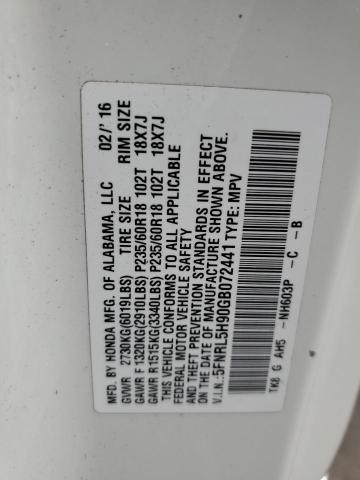 MFD. BY HONDA MFG. OF ALABAMA, LLC 02/' 16
GVWR 2730KG(6019LBS) TIRE SIZE RIM SIZE
GAWR F 1320KG(2910LBS) P235/60R18 102T 18X7J
GAWR R 1515KG(3340LBS) P235/60R18 102T 18X7J
THIS VEHICLE CONFORMS TO ALL APPLICABLE
FEDERAL MOTOR VEHICLE SAFETY
AND THEFT PREVENTION STANDARDS IN EFFECT
ON THE DATE OF MANUFACTURE SHOWN ABOVE.
V.I.N.:5FNRL5H90GB072441 TYPE: MPV
TK8 G AH5 - NH603P - C - B